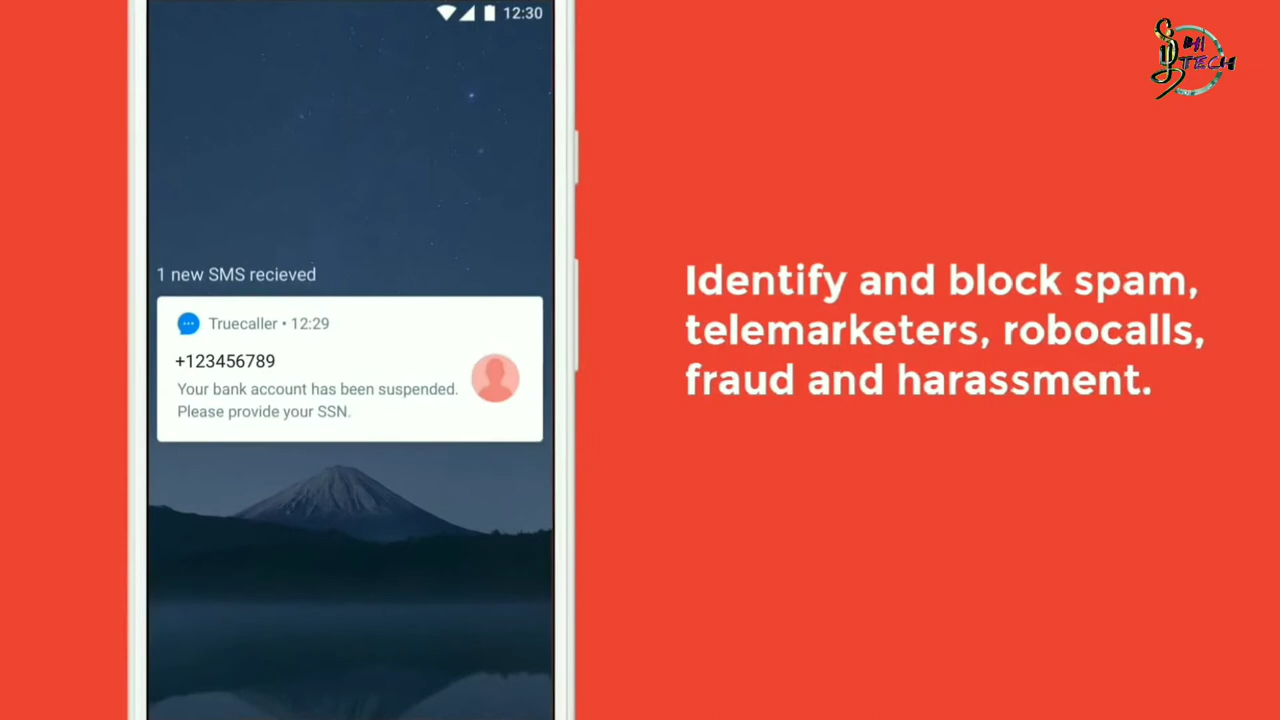 12:30
1 new SMS recieved
Truecaller • 12:29
+123456789
Your bank account has been suspended.
Please provide your SSN.
Identify and block spam,
telemarketers, robocalls,
fraud and harassment.
TECH